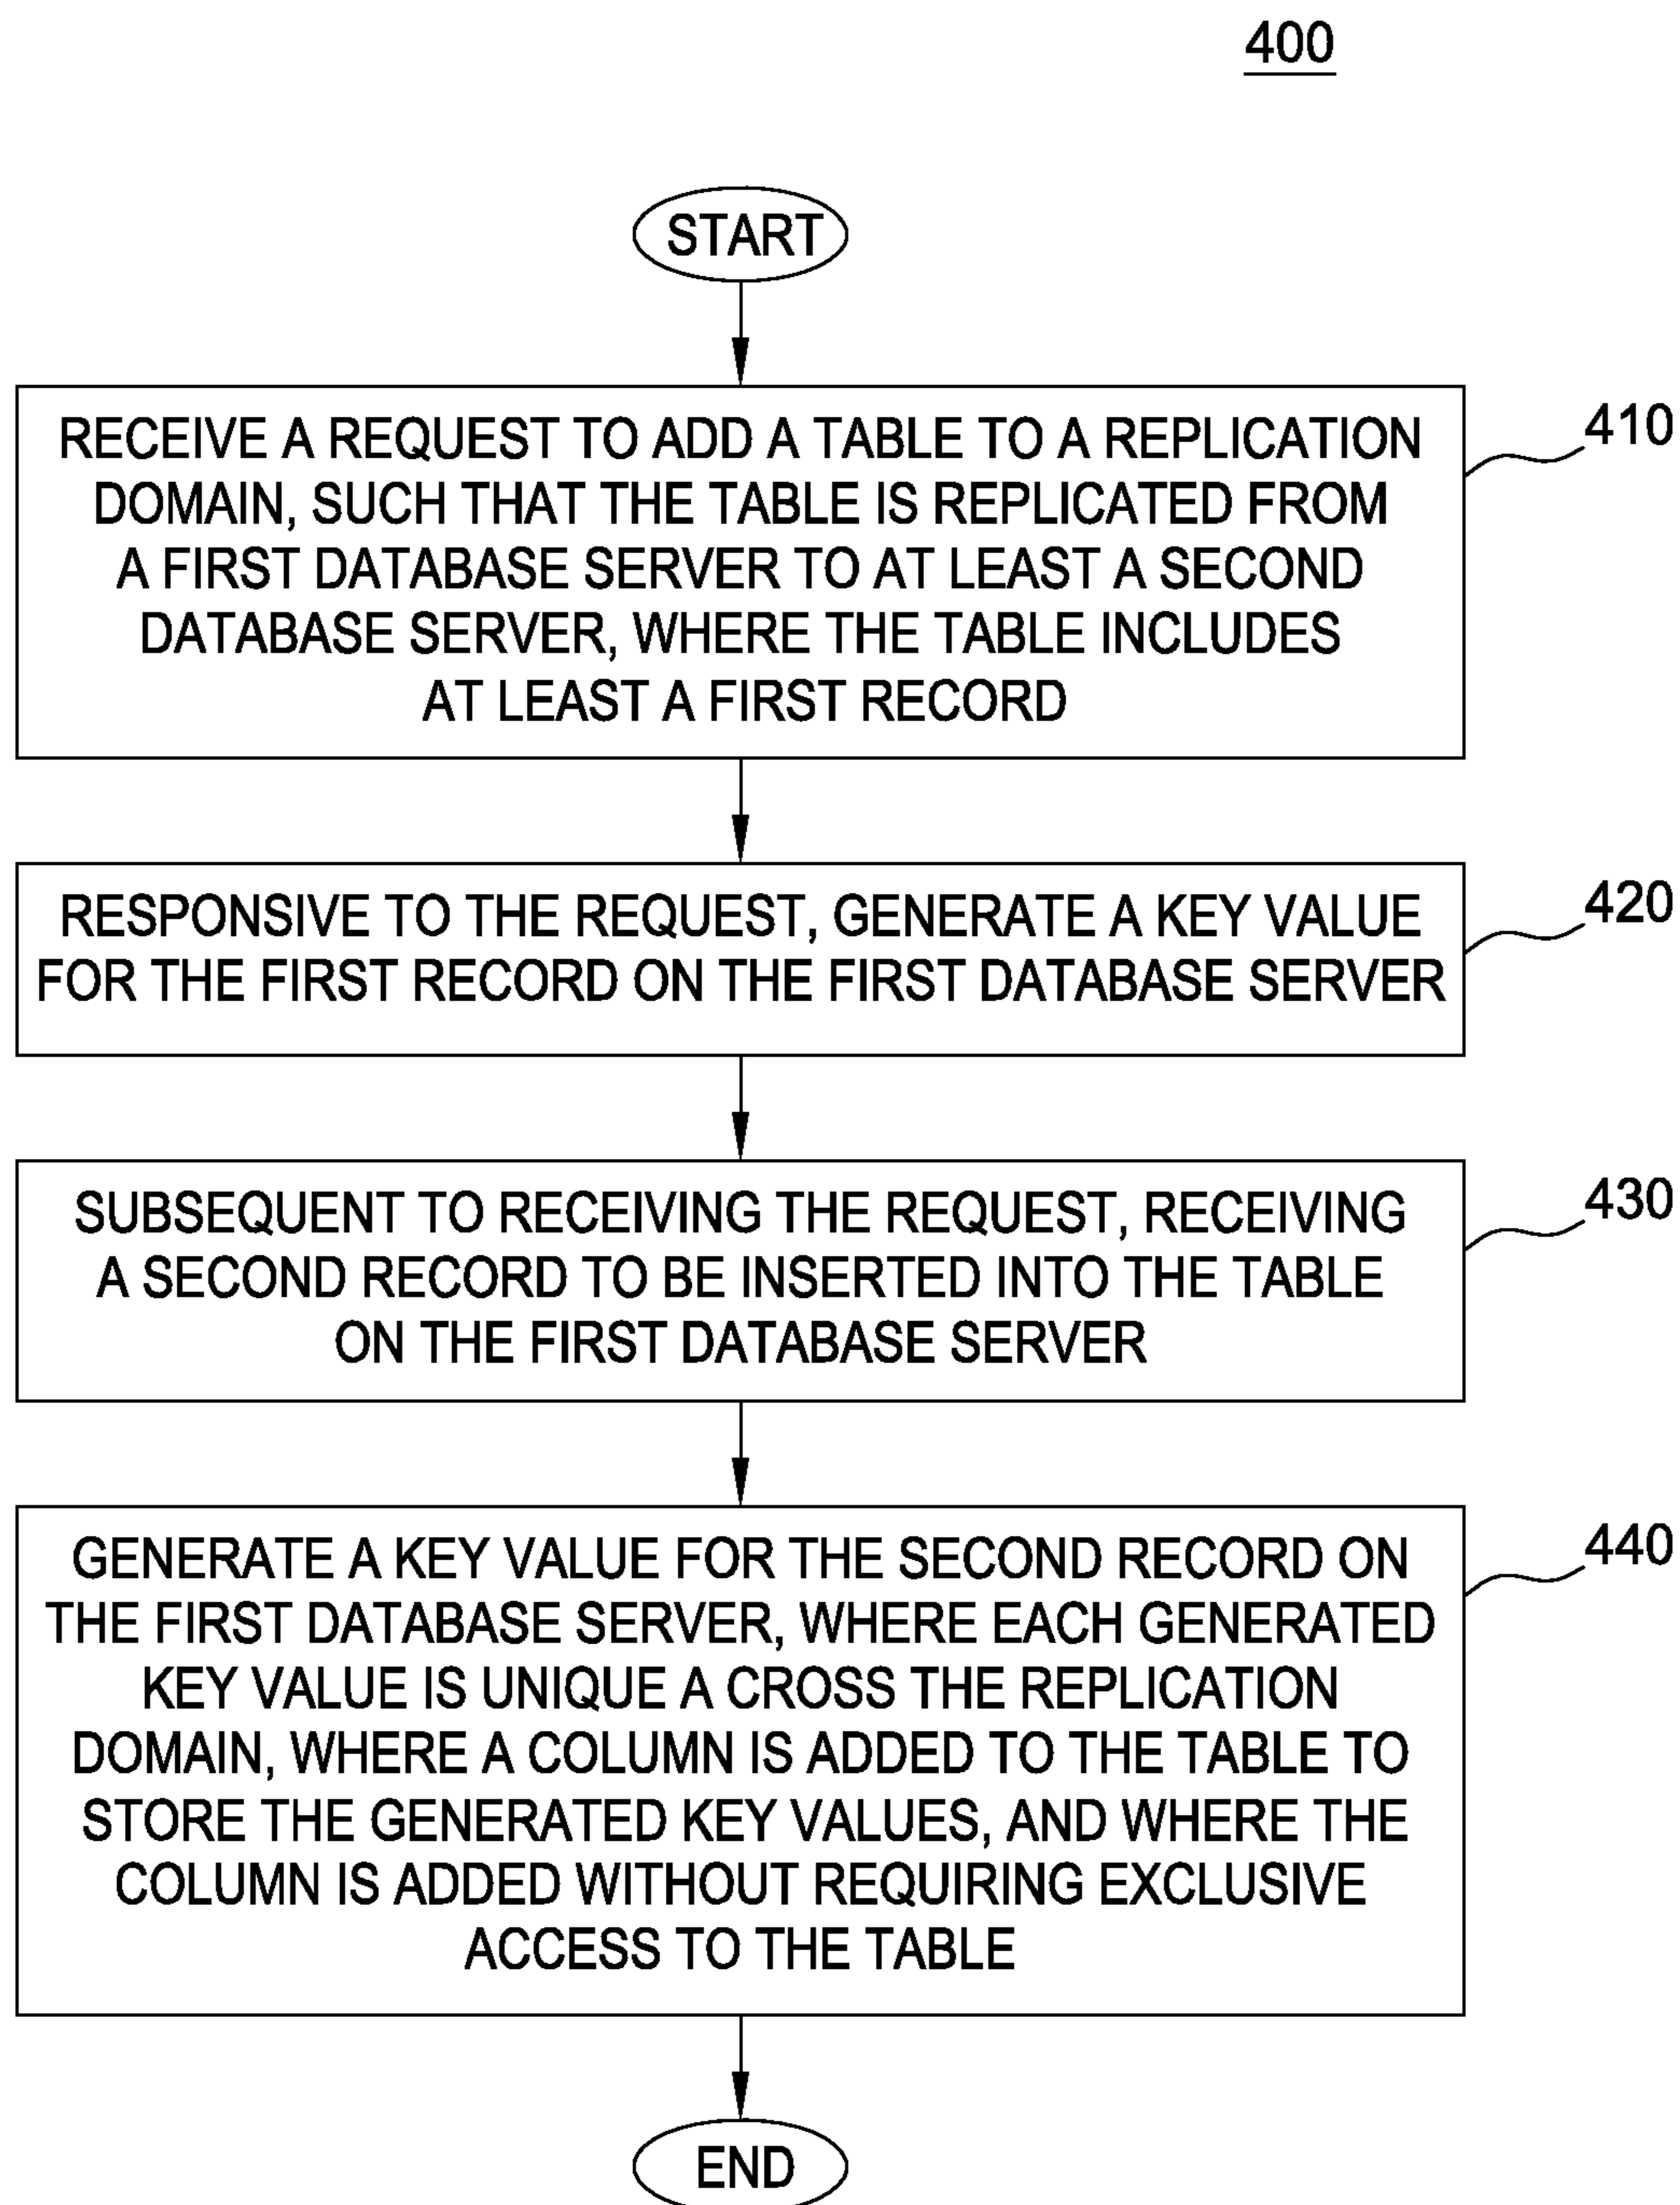 400
START
RECEIVE A REQUEST TO ADD A TABLE TO A REPLICATION
DOMAIN, SUCH THAT THE TABLE IS REPLICATED FROM
A FIRST DATABASE SERVER TO AT LEAST A SECOND
DATABASE SERVER, WHERE THE TABLE INCLUDES
AT LEAST A FIRST RECORD
410
RESPONSIVE TO THE REQUEST, GENERATE A KEY VALUE
FOR THE FIRST RECORD ON THE FIRST DATABASE SERVER
420
SUBSEQUENT TO RECEIVING THE REQUEST, RECEIVING
A SECOND RECORD TO BE INSERTED INTO THE TABLE
ON THE FIRST DATABASE SERVER
430
GENERATE A KEY VALUE FOR THE SECOND RECORD ON
THE FIRST DATABASE SERVER, WHERE EACH GENERATED
KEY VALUE IS UNIQUE A CROSS THE REPLICATION
DOMAIN, WHERE A COLUMN IS ADDED TO THE TABLE TO
STORE THE GENERATED KEY VALUES, AND WHERE THE
COLUMN IS ADDED WITHOUT REQUIRING EXCLUSIVE
ACCESS TO THE TABLE
440
END